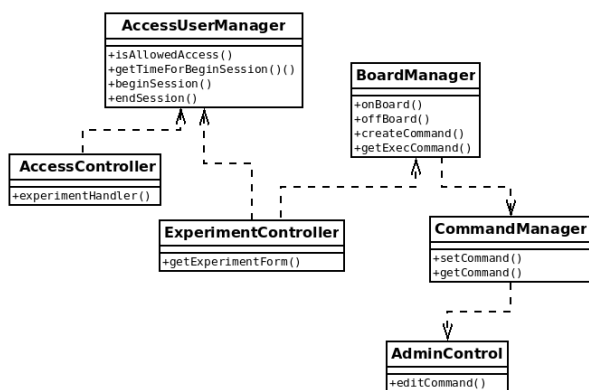 AccessUserManager
+isAllowedAccess()
+getTimeForBeginSession()()
+beginSession()
+endSession()
BoardManager
+onBoard()
+offBoard()
+createCommand()
+getExecCommand()
AccessController
+experimentHandler()
ExperimentController
+getExperimentForm()
CommandManager
+setCommand()
+getCommand()
AdminControl
+editCommand()